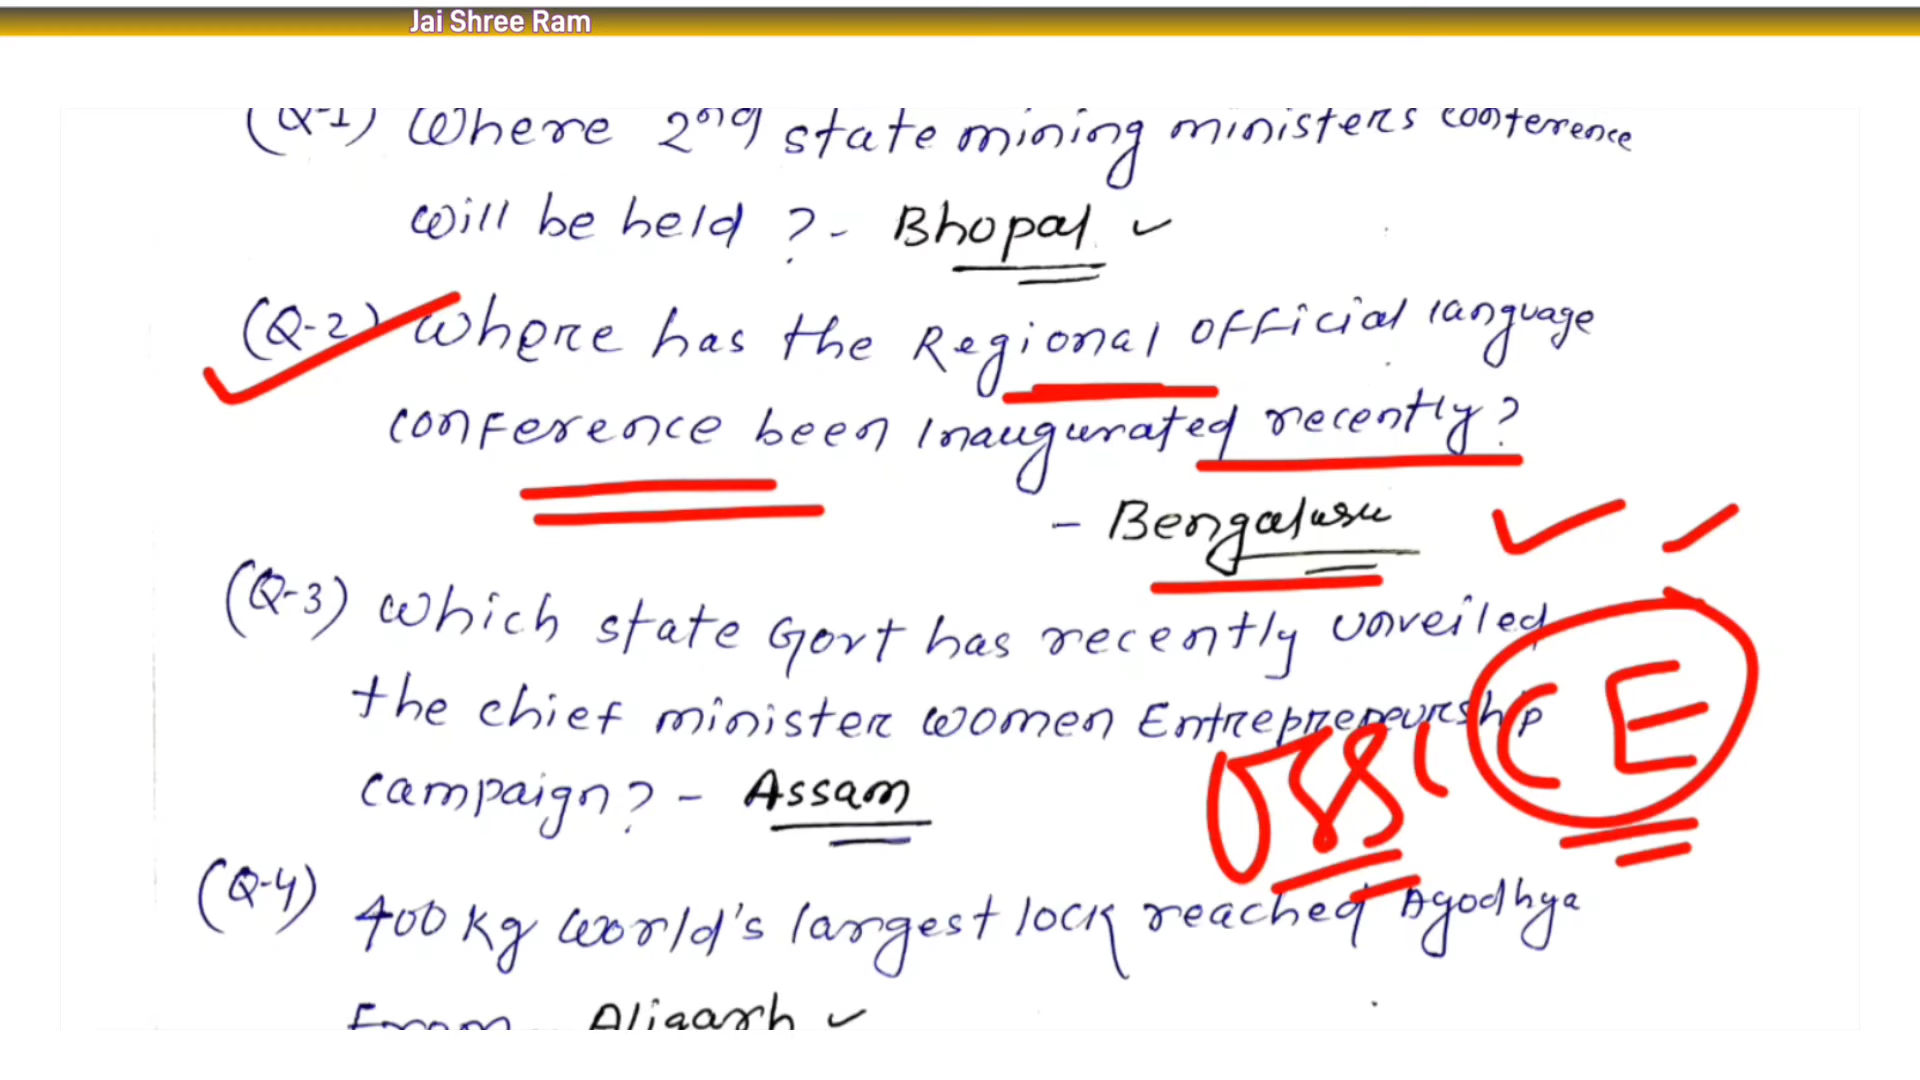 Jai Shree Ram
(Q-1) Where 2nd state mining ministers conference
will be held ? - Bhopal ✓
(Q-2) Where has the Regional official language
conference been inaugurated recently?
- Bengaluru
(Q-3) Which state Govt has recently unveiled
the chief minister women Entrepreneurship
campaign? - Assam
CE
(Q-4) 400 kg world's largest lock reached Ayodhya
From - Aligarh ✓